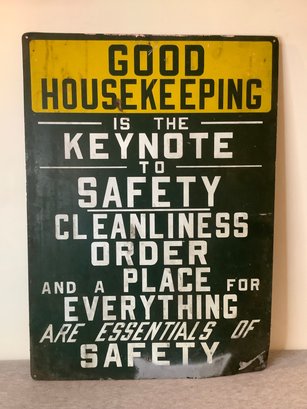 GOOD
HOUSEKEEPING
IS THE
KEYNOTE
TO
SAFETY
CLEANLINESS
ORDER
AND A PLACE FOR
EVERYTHING
ARE ESSENTIALS OF
SAFETY